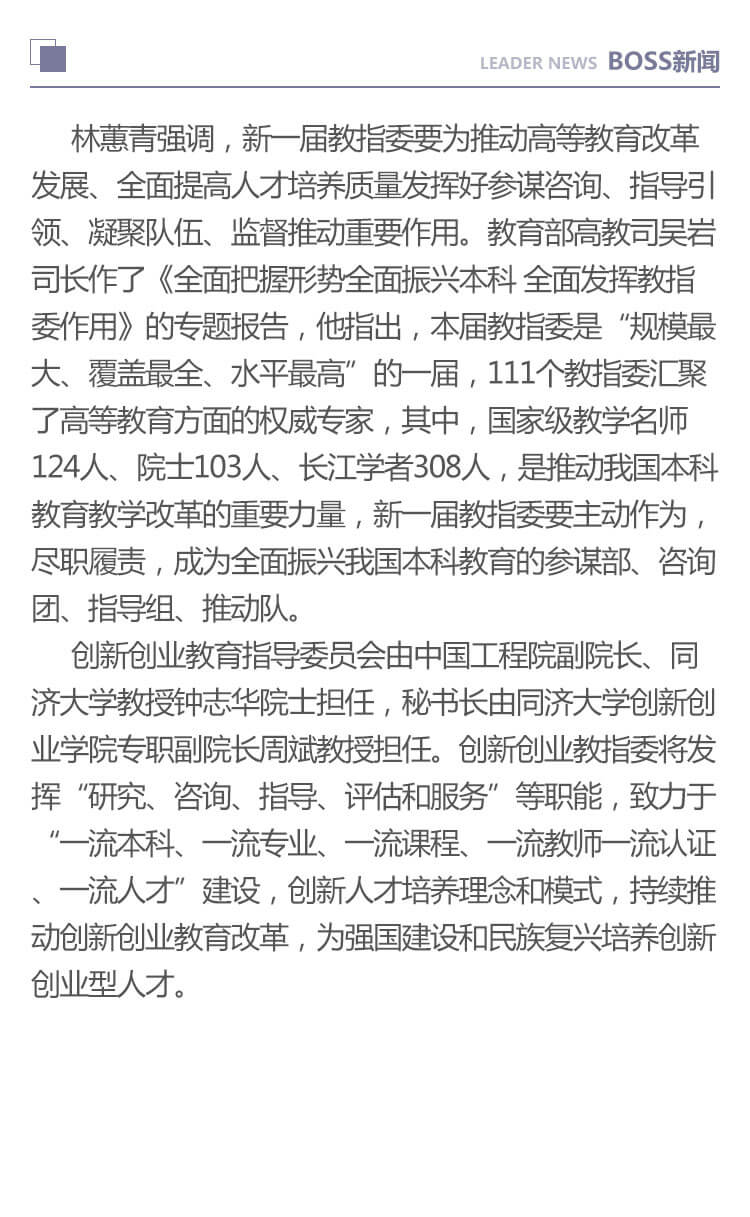 LEADER NEWS BOSS新闻
林蕙青强调，新一届教指委要为推动高等教育改革
发展、全面提高人才培养质量发挥好参谋咨询、指导引
领、凝聚队伍、监督推动重要作用。教育部高教司吴岩
司长作了《全面把握形势全面振兴本科 全面发挥教指
委作用》的专题报告，他指出，本届教指委是“规模最
大、覆盖最全、水平最高”的一届，111个教指委汇聚
了高等教育方面的权威专家，其中，国家级教学名师
124人、院士103人、长江学者308人，是推动我国本科
教育教学改革的重要力量，新一届教指委要主动作为，
尽职履责，成为全面振兴我国本科教育的参谋部、咨询
团、指导组、推动队。
创新创业教育指导委员会由中国工程院副院长、同
济大学教授钟志华院士担任，秘书长由同济大学创新创
业学院专职副院长周斌教授担任。创新创业教指委将发
挥“研究、咨询、指导、评估和服务”等职能，致力于
“一流本科、一流专业、一流课程、一流教师一流认证
、一流人才”建设，创新人才培养理念和模式，持续推
动创新创业教育改革，为强国建设和民族复兴培养创新
创业型人才。